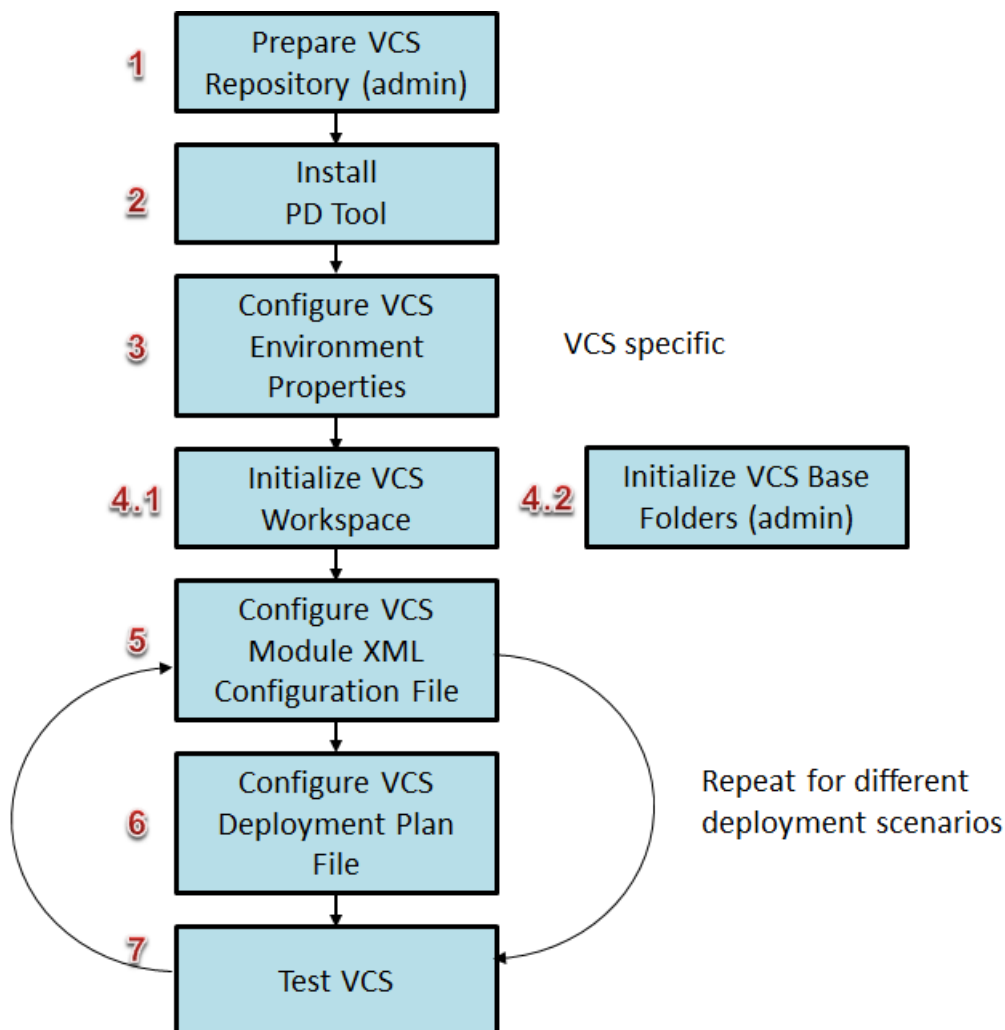 1
Prepare VCS
Repository (admin)
2
Install
PD Tool
3
Configure VCS
Environment
Properties
VCS specific
4.1
Initialize VCS
Workspace
4.2
Initialize VCS Base
Folders (admin)
5
Configure VCS
Module XML
Configuration File
6
Configure VCS
Deployment Plan
File
Repeat for different
deployment scenarios
7
Test VCS